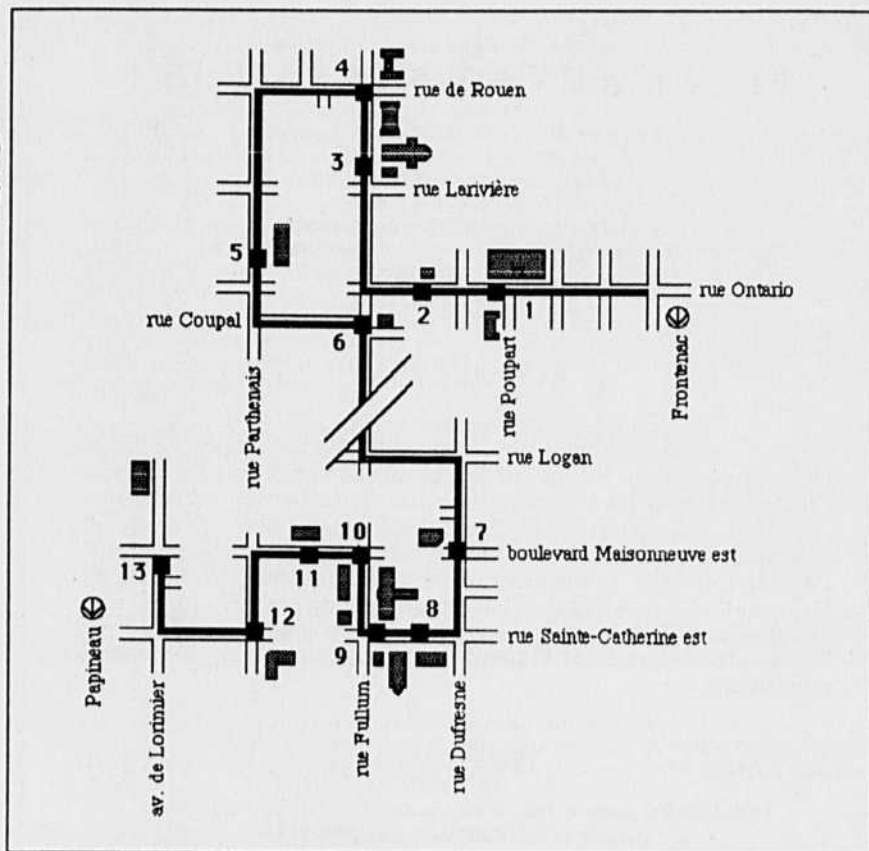 4
rue de Rouen
3
rue Larivière
5
rue Ontario
2
1
rue Coupal
6
rue Parthenais
rue Poupart
Frontenac
rue Logan
7
10
boulevard Maisonneuve est
13
11
8
12
9
rue Sainte-Catherine est
Papineau
av. de Lorimier
rue Fullum
rue Dufresne